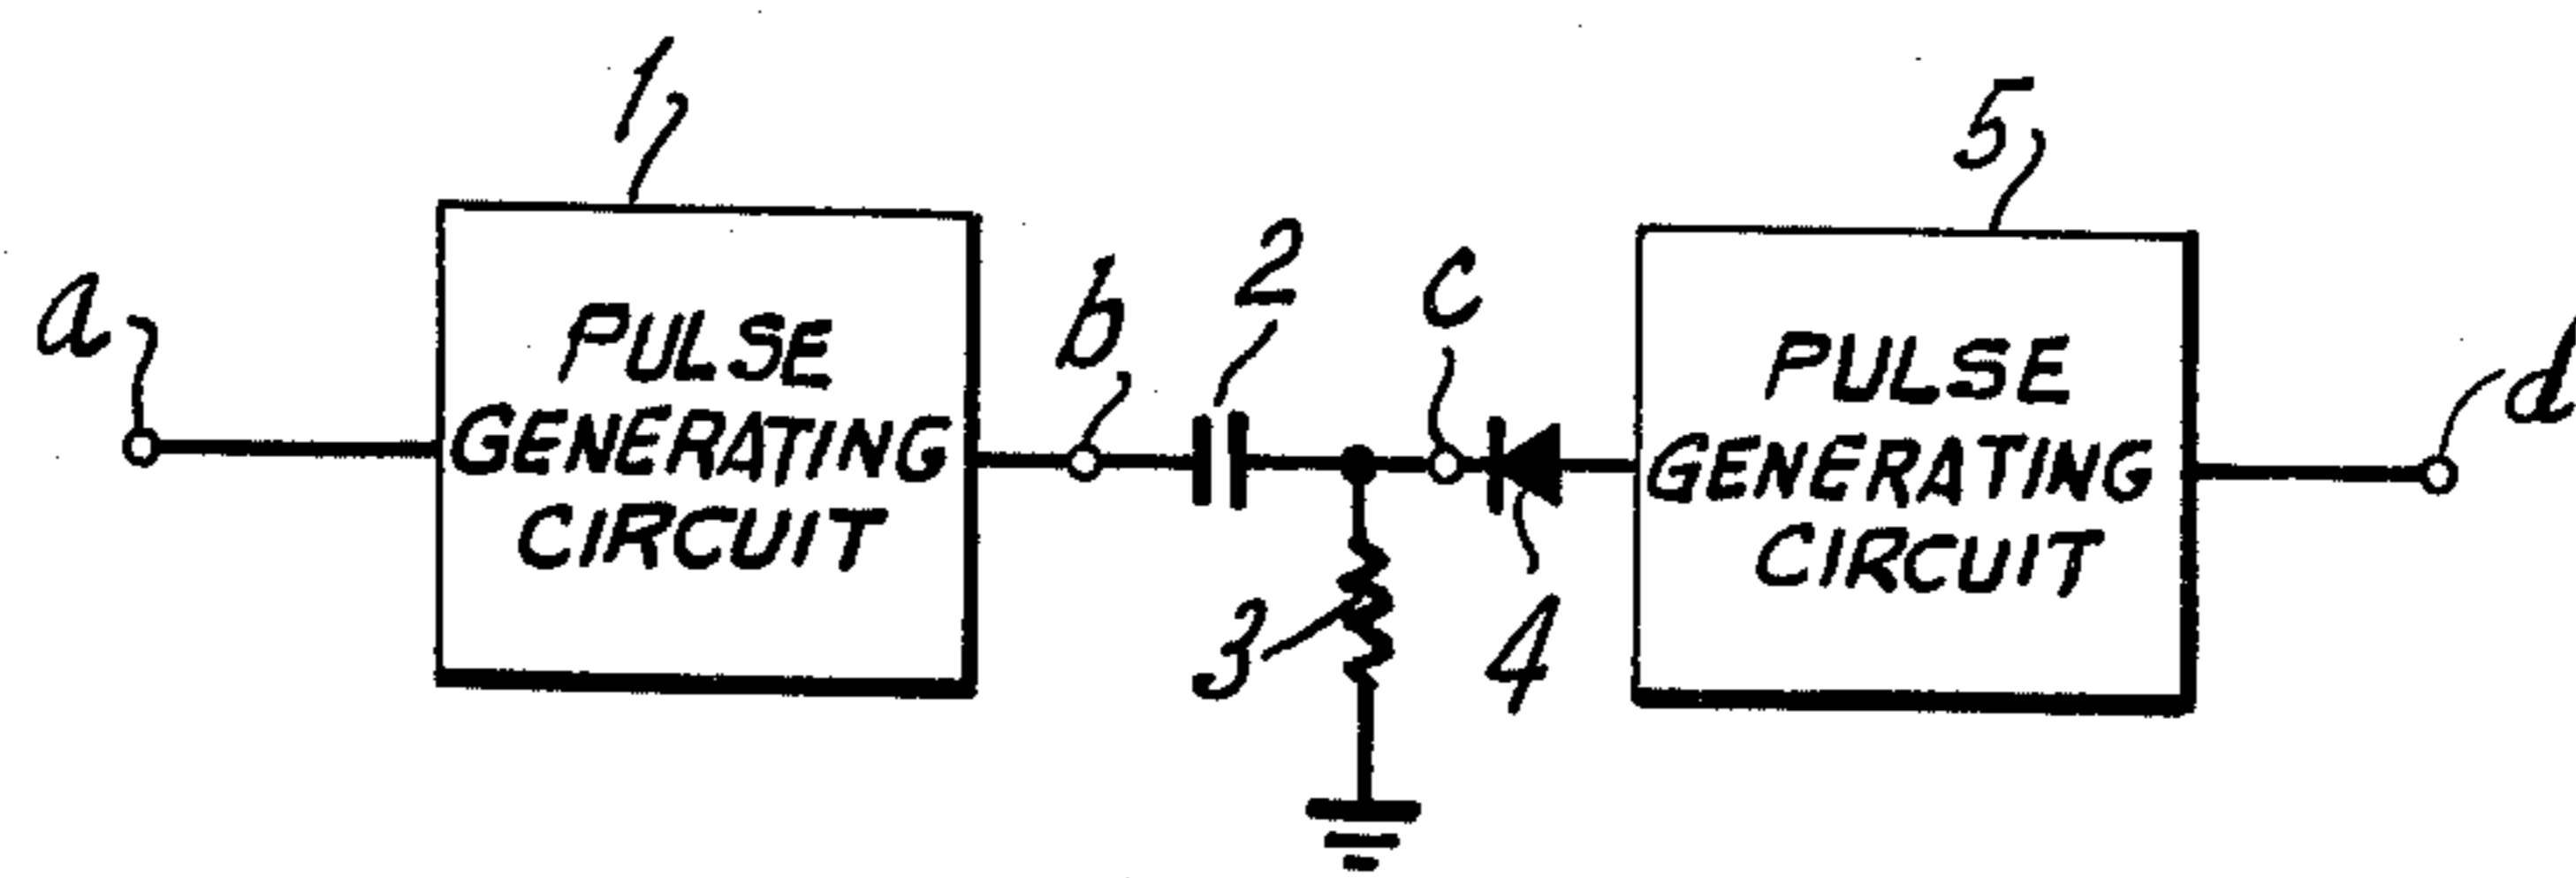 1
5
a
b
2
c
d
PULSE
GENERATING
CIRCUIT
PULSE
GENERATING
CIRCUIT
3
4